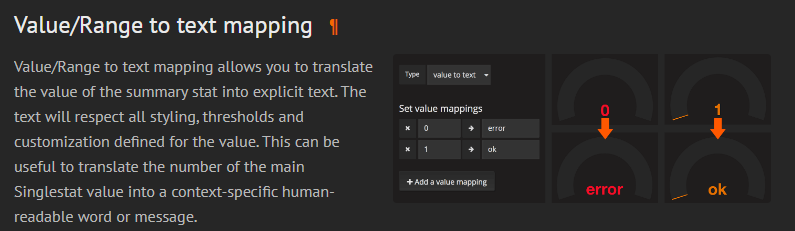 Value/Range to text mapping ¶
Value/Range to text mapping allows you to translate
the value of the summary stat into explicit text. The
text will respect all styling, thresholds and
customization defined for the value. This can be
useful to translate the number of the main
Singlestat value into a context-specific human-
readable word or message.
Type value to text
Set value mappings
✖ 0 ➔ error
✖ 1 ➔ ok
+ Add a value mapping
0 1
error ok